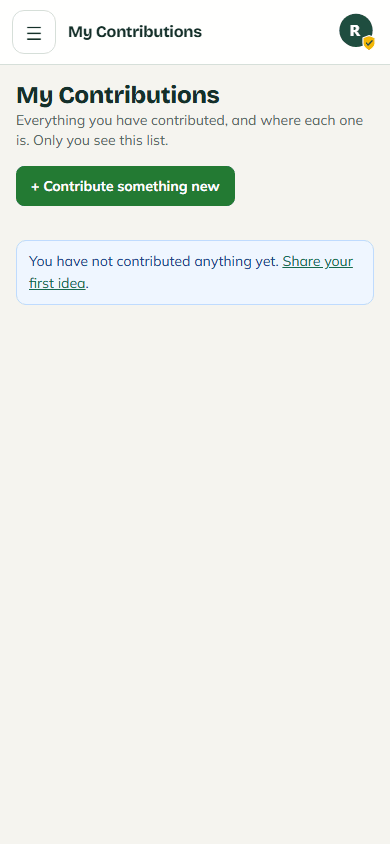 My Contributions
R
My Contributions
Everything you have contributed, and where each one
is. Only you see this list.
+ Contribute something new
You have not contributed anything yet. Share your
first idea.